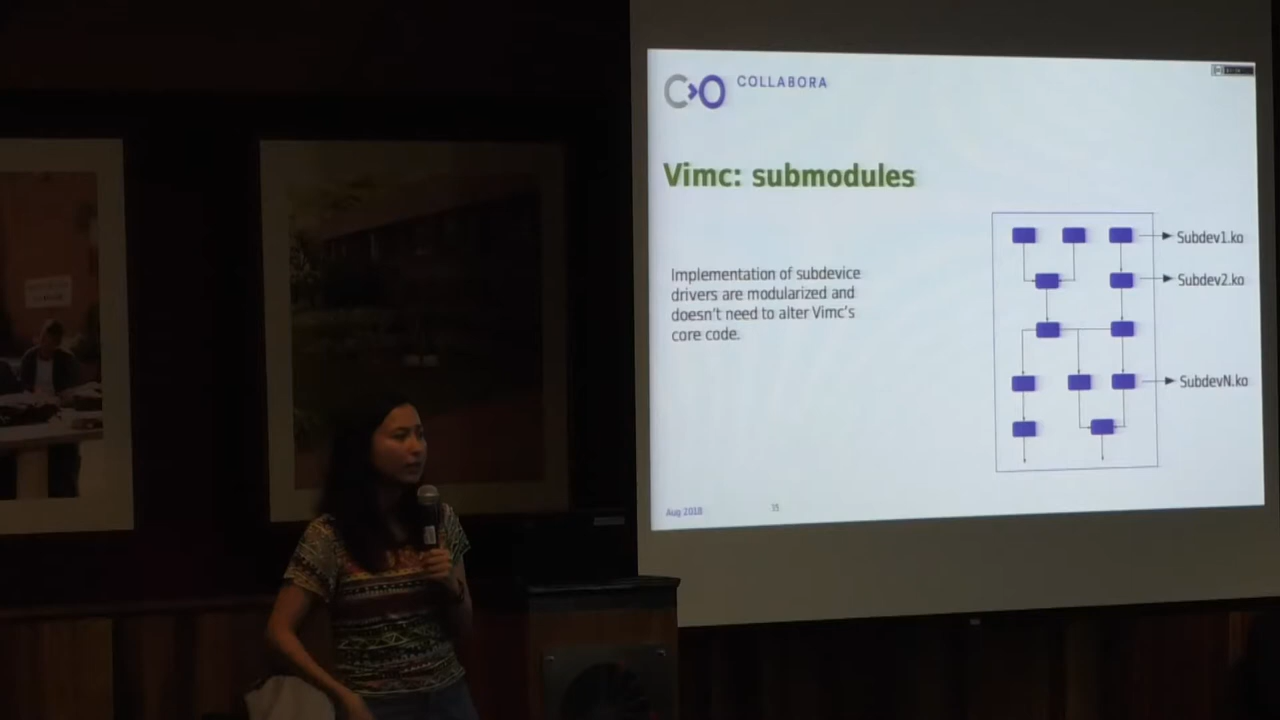 COLLABORA
Vimc: submodules
Implementation of subdevice
drivers are modularized and
doesn't need to alter Vimc's
core code.
Subdev1.ko
Subdev2.ko
SubdevN.ko
Aug 2018